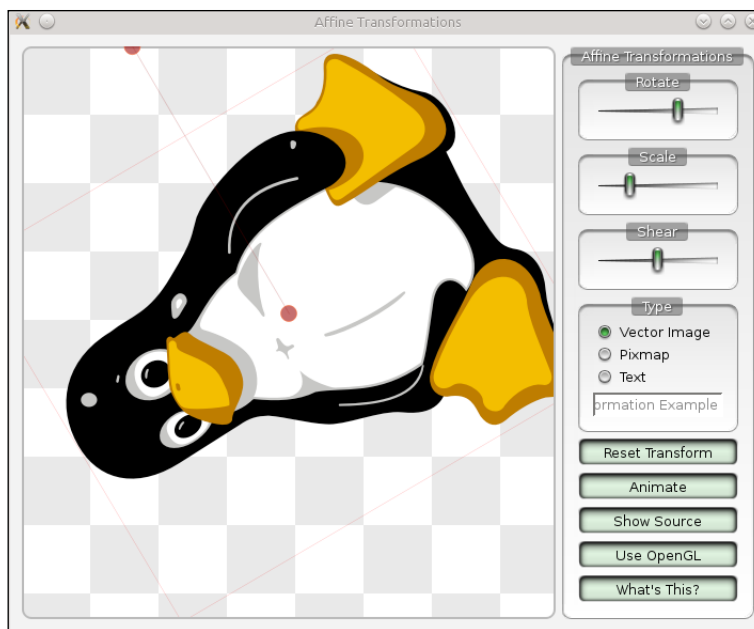 Affine Transformations
Affine Transformations
Rotate
Scale
Shear
Type
Vector Image
Pixmap
Text
ormation Example
Reset Transform
Animate
Show Source
Use OpenGL
What's This?